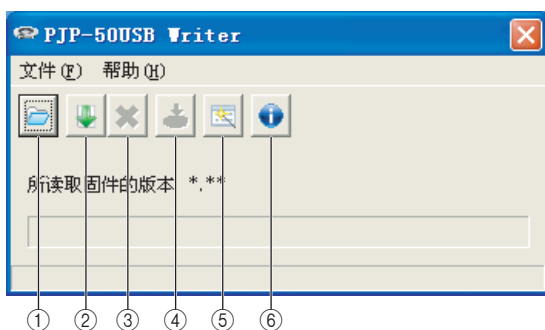 PJP-50USB Writer
文件(F) 帮助(H)
所读取固件的版本 *.**
① ② ③ ④ ⑤ ⑥